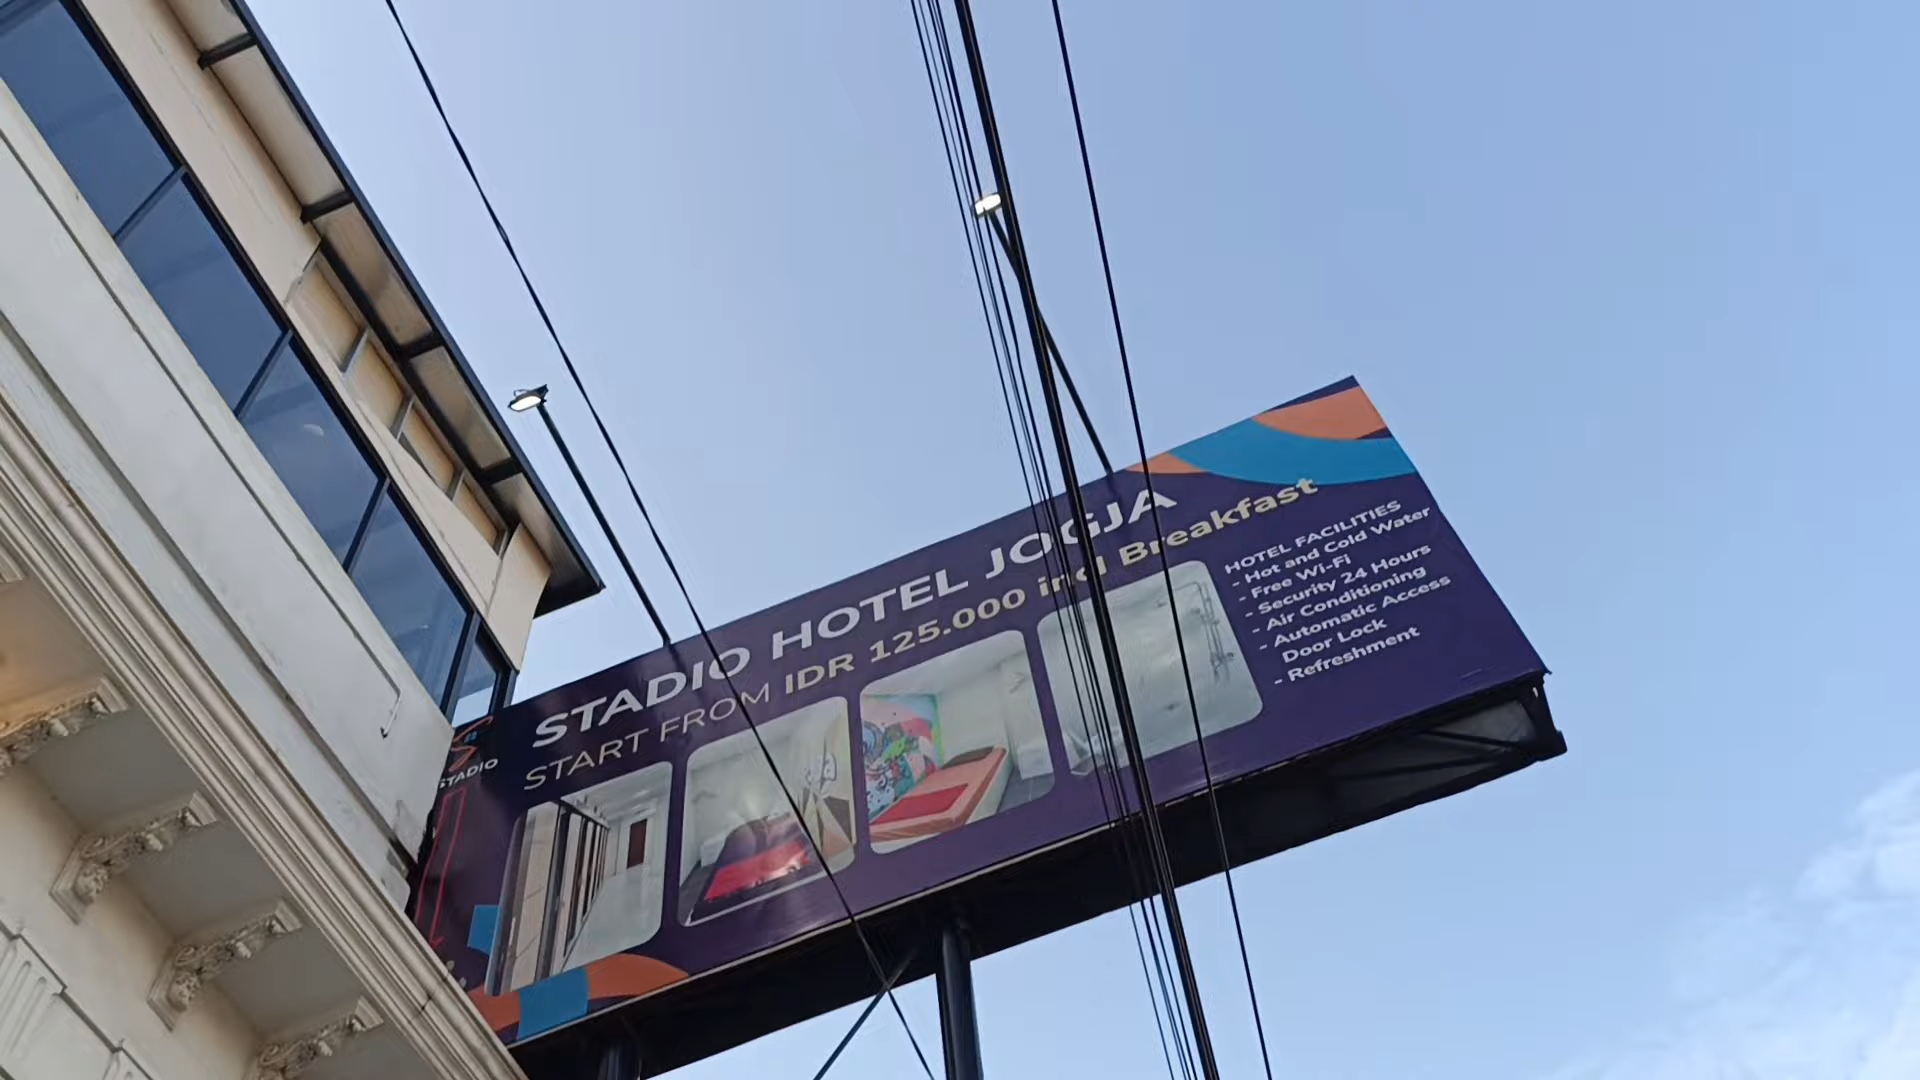 STADIO HOTEL JOGJA
START FROM IDR 125.000 incl Breakfast
HOTEL FACILITIES
- Hot and Cold Water
- Free Wi-Fi
- Security 24 Hours
- Air Conditioning
- Automatic Access
Door Lock
- Refreshment
STADIO